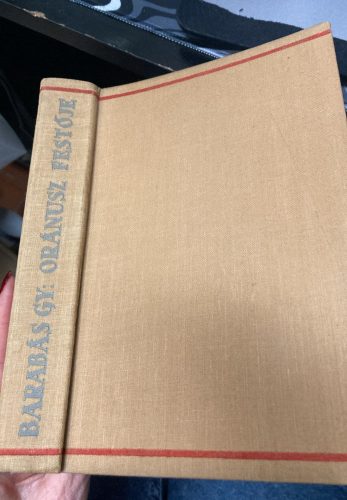 BARABÁS GY: ORÁNUSZ FESTŐJE